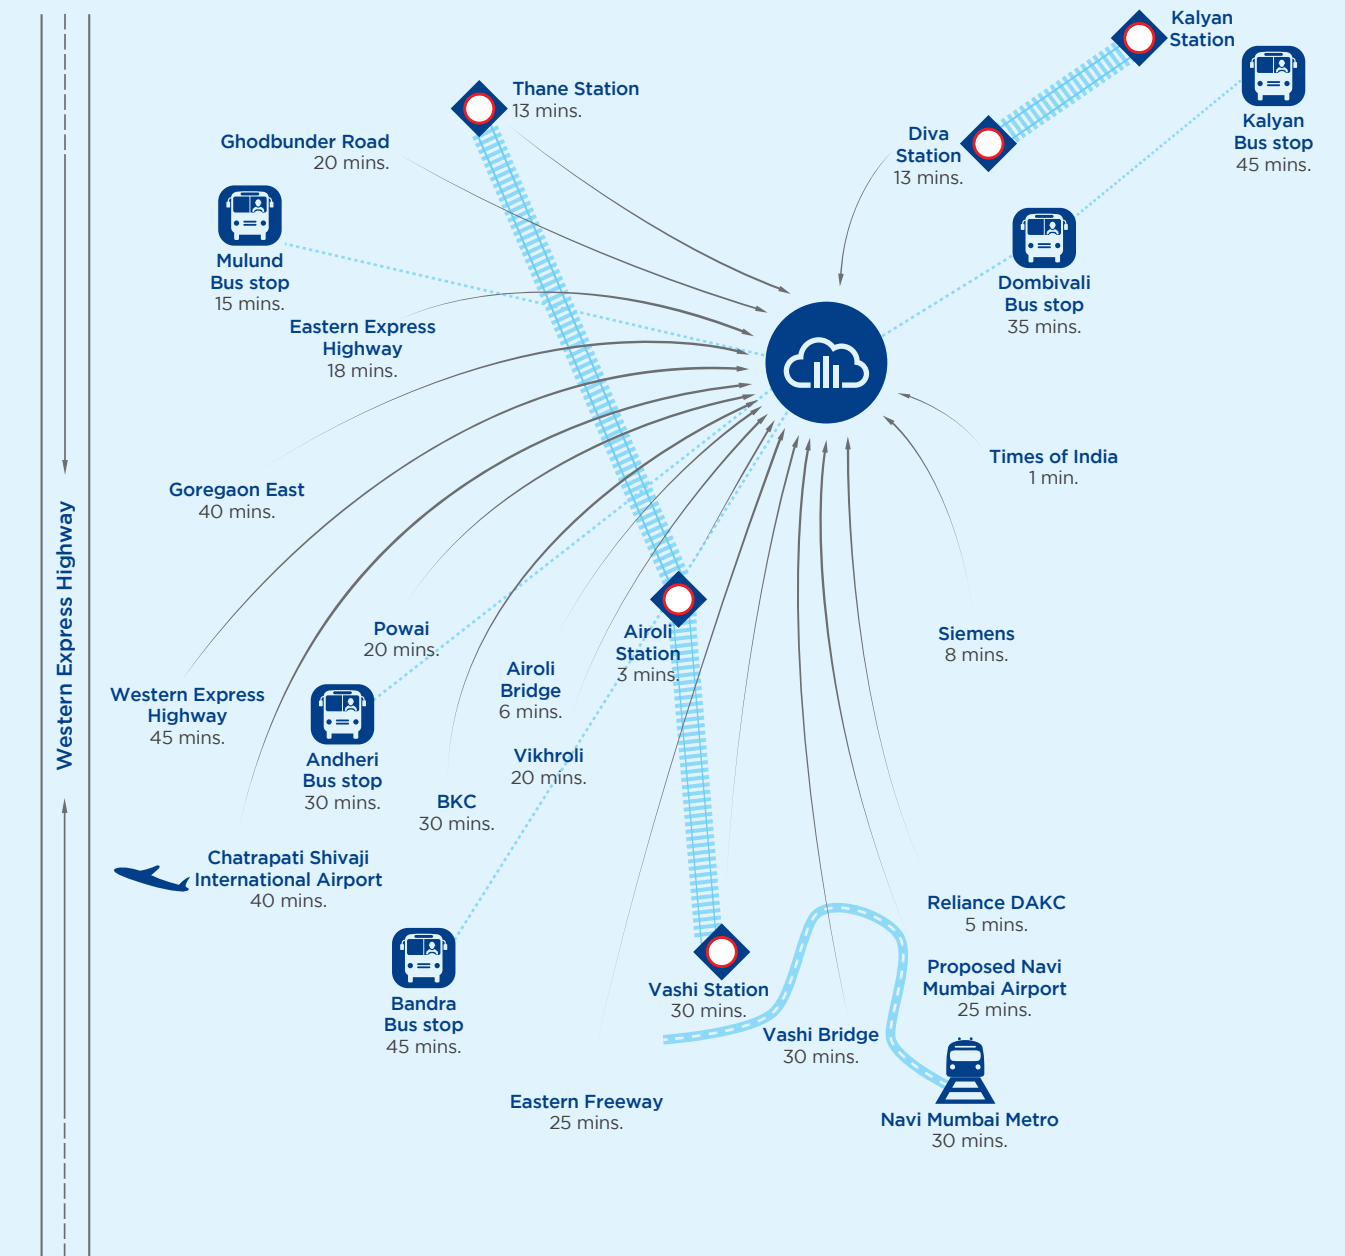 Kalyan
Station
Kalyan
Bus stop
45 mins.
Thane Station
13 mins.
Diva
Station
13 mins.
Ghodbunder Road
20 mins.
Mulund
Bus stop
15 mins.
Dombivali
Bus stop
35 mins.
Eastern Express
Highway
18 mins.
Times of India
1 min.
Goregaon East
40 mins.
Western Express Highway
Powai
20 mins.
Airoli
Station
3 mins.
Siemens
8 mins.
Airoli
Bridge
6 mins.
Western Express
Highway
45 mins.
Andheri
Bus stop
30 mins.
Vikhroli
20 mins.
BKC
30 mins.
Chatrapati Shivaji
International Airport
40 mins.
Reliance DAKC
5 mins.
Proposed Navi
Mumbai Airport
25 mins.
Vashi Station
30 mins.
Bandra
Bus stop
45 mins.
Vashi Bridge
30 mins.
Eastern Freeway
25 mins.
Navi Mumbai Metro
30 mins.